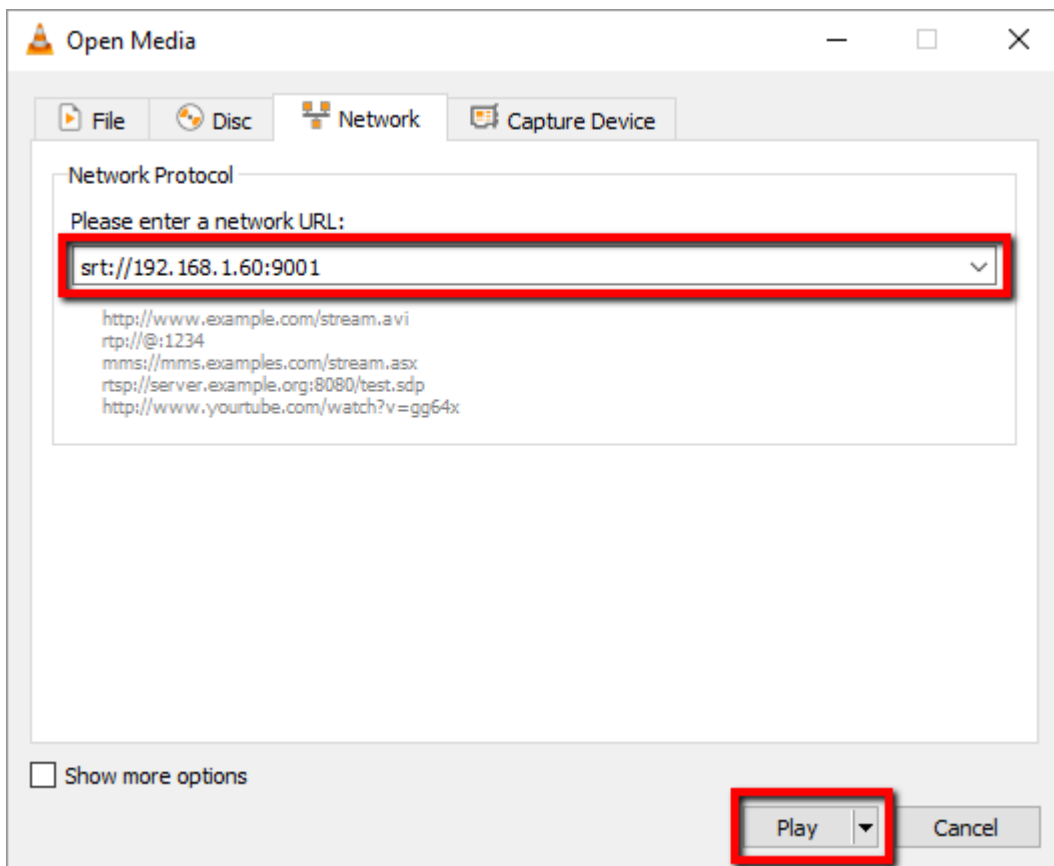 Open Media
File Disc Network Capture Device
Network Protocol
Please enter a network URL:
srt://192.168.1.60:9001
http://www.example.com/stream.avi
rtp://@:1234
mms://mms.examples.com/stream.asx
rtsp://server.example.org:8080/test.sdp
http://www.yourtube.com/watch?v=gg64x
Show more options
Play Cancel